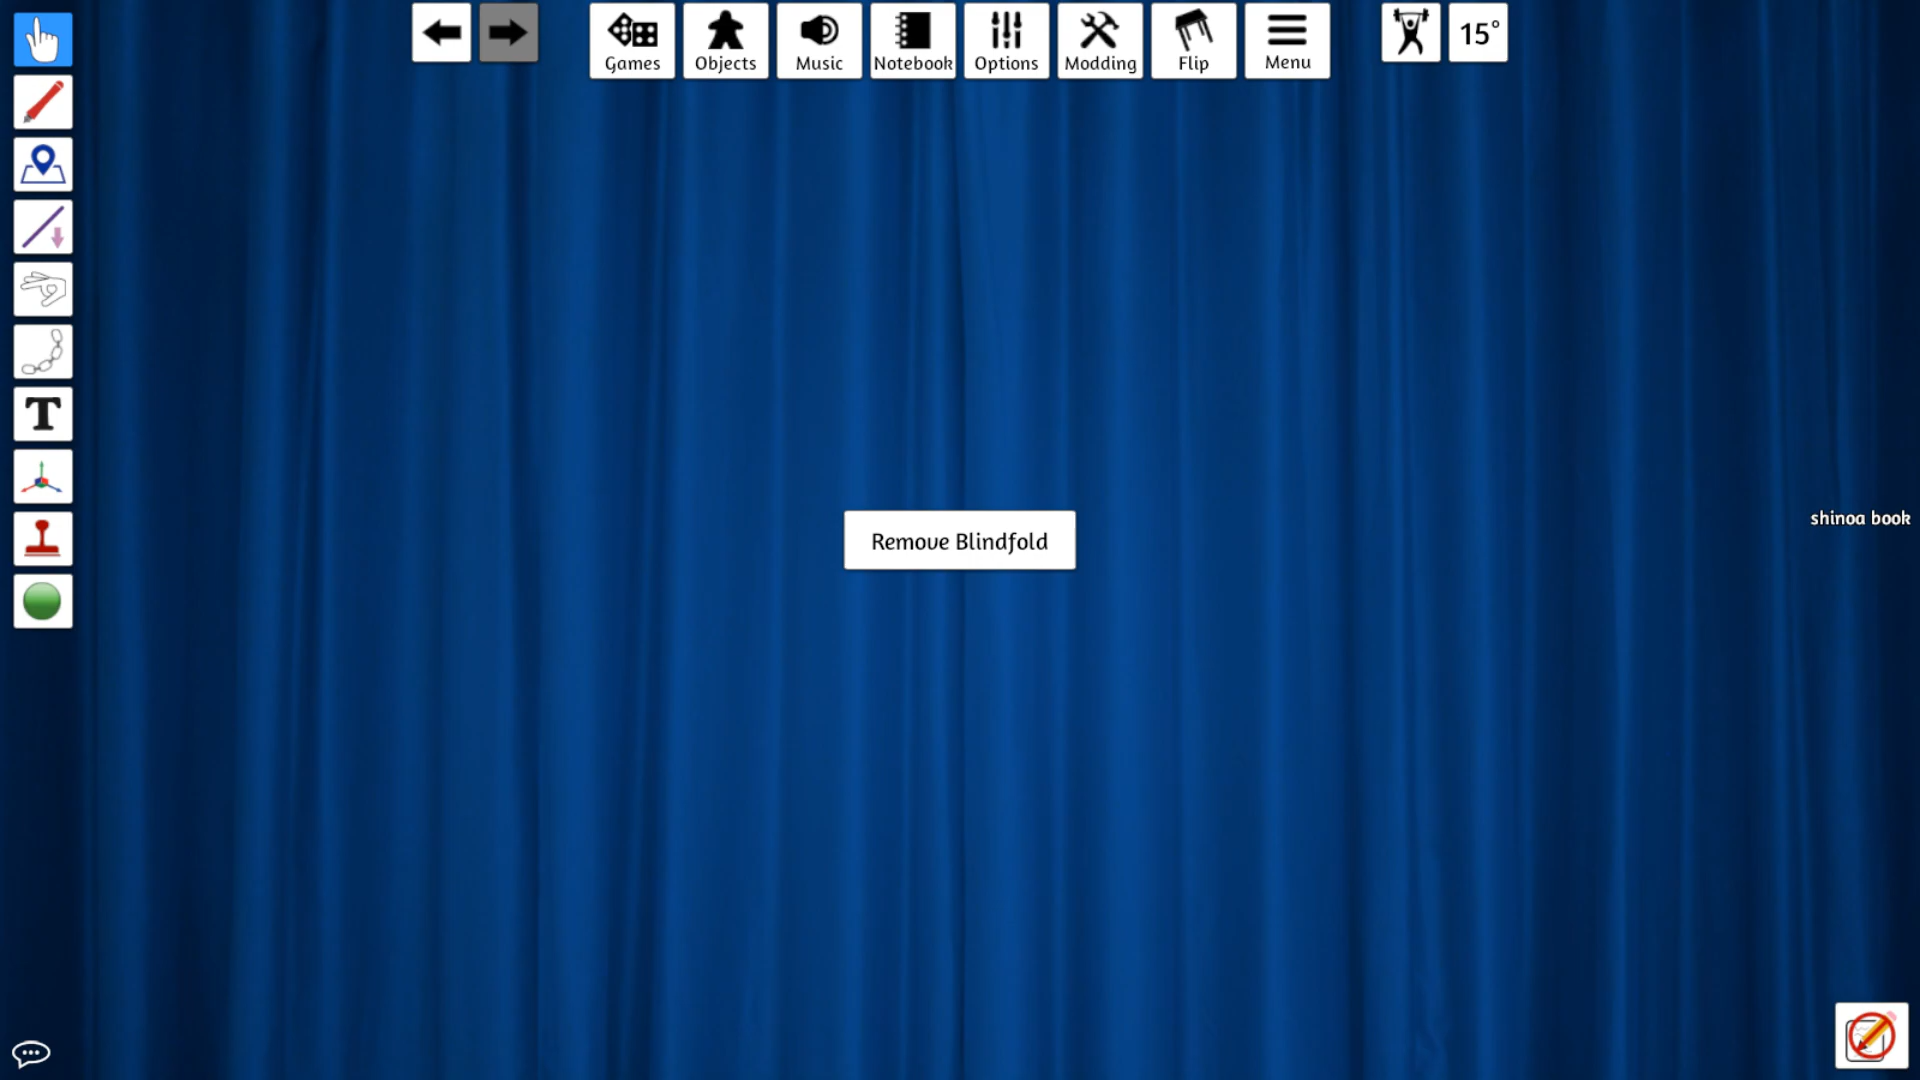 Games
Objects
Music
Notebook
Options
Modding
Flip
Menu
15°
T
Remove Blindfold
shinoa book